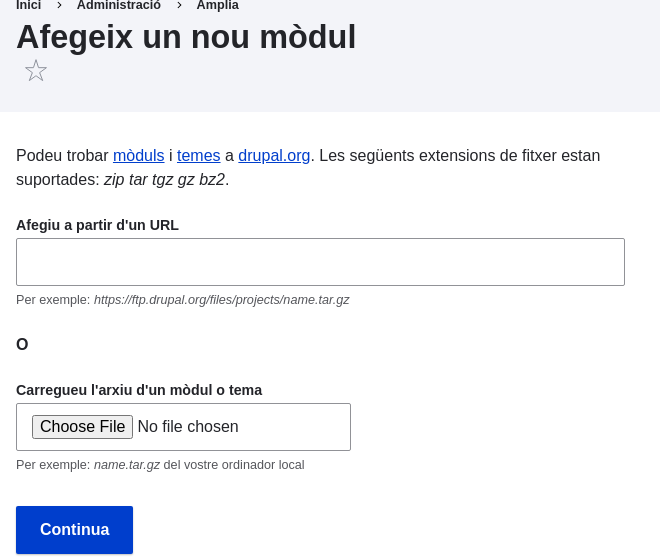 Inici > Administració > Amplia
Afegeix un nou mòdul
Podeu trobar mòduls i temes a drupal.org. Les següents extensions de fitxer estan
suportades: zip tar tgz gz bz2.
Afegiu a partir d'un URL
Per exemple: https://ftp.drupal.org/files/projects/name.tar.gz
O
Carregueu l'arxiu d'un mòdul o tema
Choose File No file chosen
Per exemple: name.tar.gz del vostre ordinador local
Continua